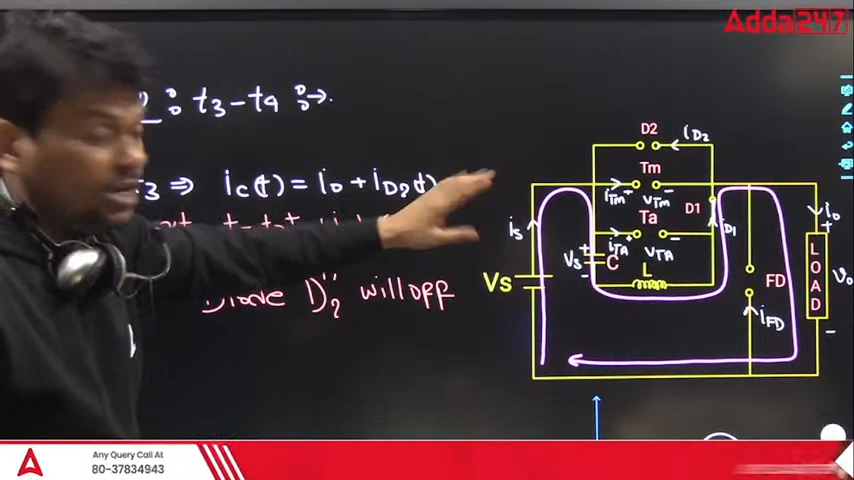 Adda247
: t3-t4 :→
t3 ⇒ ic(t) = io + iD2(t)
Diode D2" will off
D2
iD2
Tm
iTm + VTm -
D1
iD1
Ta
iTA + VTA -
is
Vs + C -
L
Vs
FD
iFD
io
+
LOAD
vo
-
Any Query Call At
80-37834943